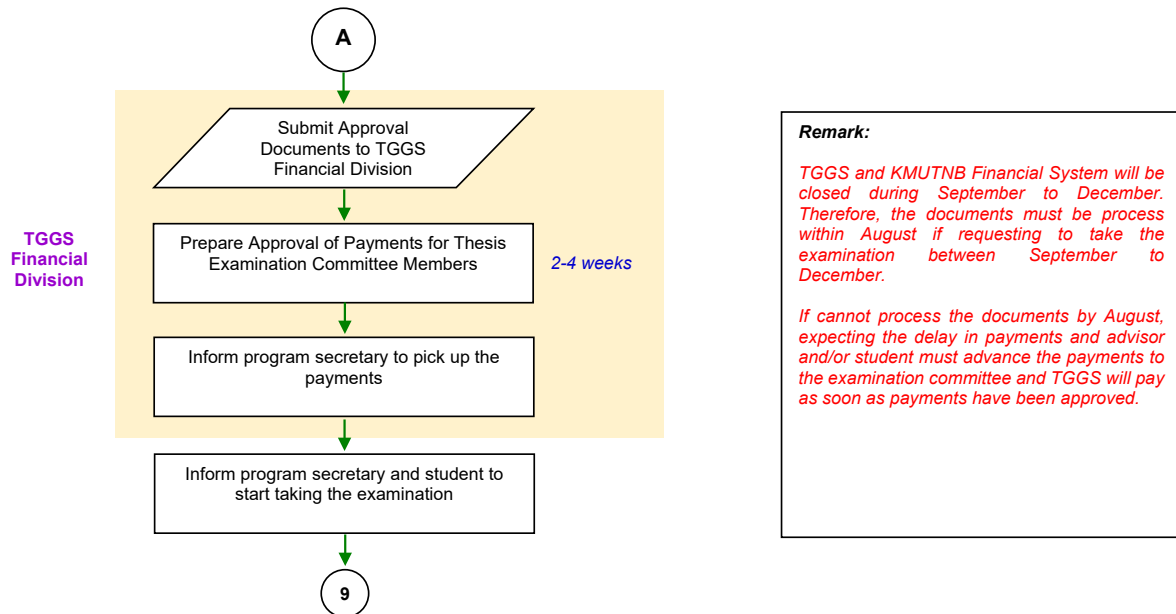 A
Submit Approval
Documents to TGGS
Financial Division
TGGS
Financial
Division
Prepare Approval of Payments for Thesis
Examination Committee Members
2-4 weeks
Inform program secretary to pick up the
payments
Inform program secretary and student to
start taking the examination
9
Remark:
TGGS and KMUTNB Financial System will be
closed during September to December.
Therefore, the documents must be process
within August if requesting to take the
examination between September to
December.
If cannot process the documents by August,
expecting the delay in payments and advisor
and/or student must advance the payments to
the examination committee and TGGS will pay
as soon as payments have been approved.